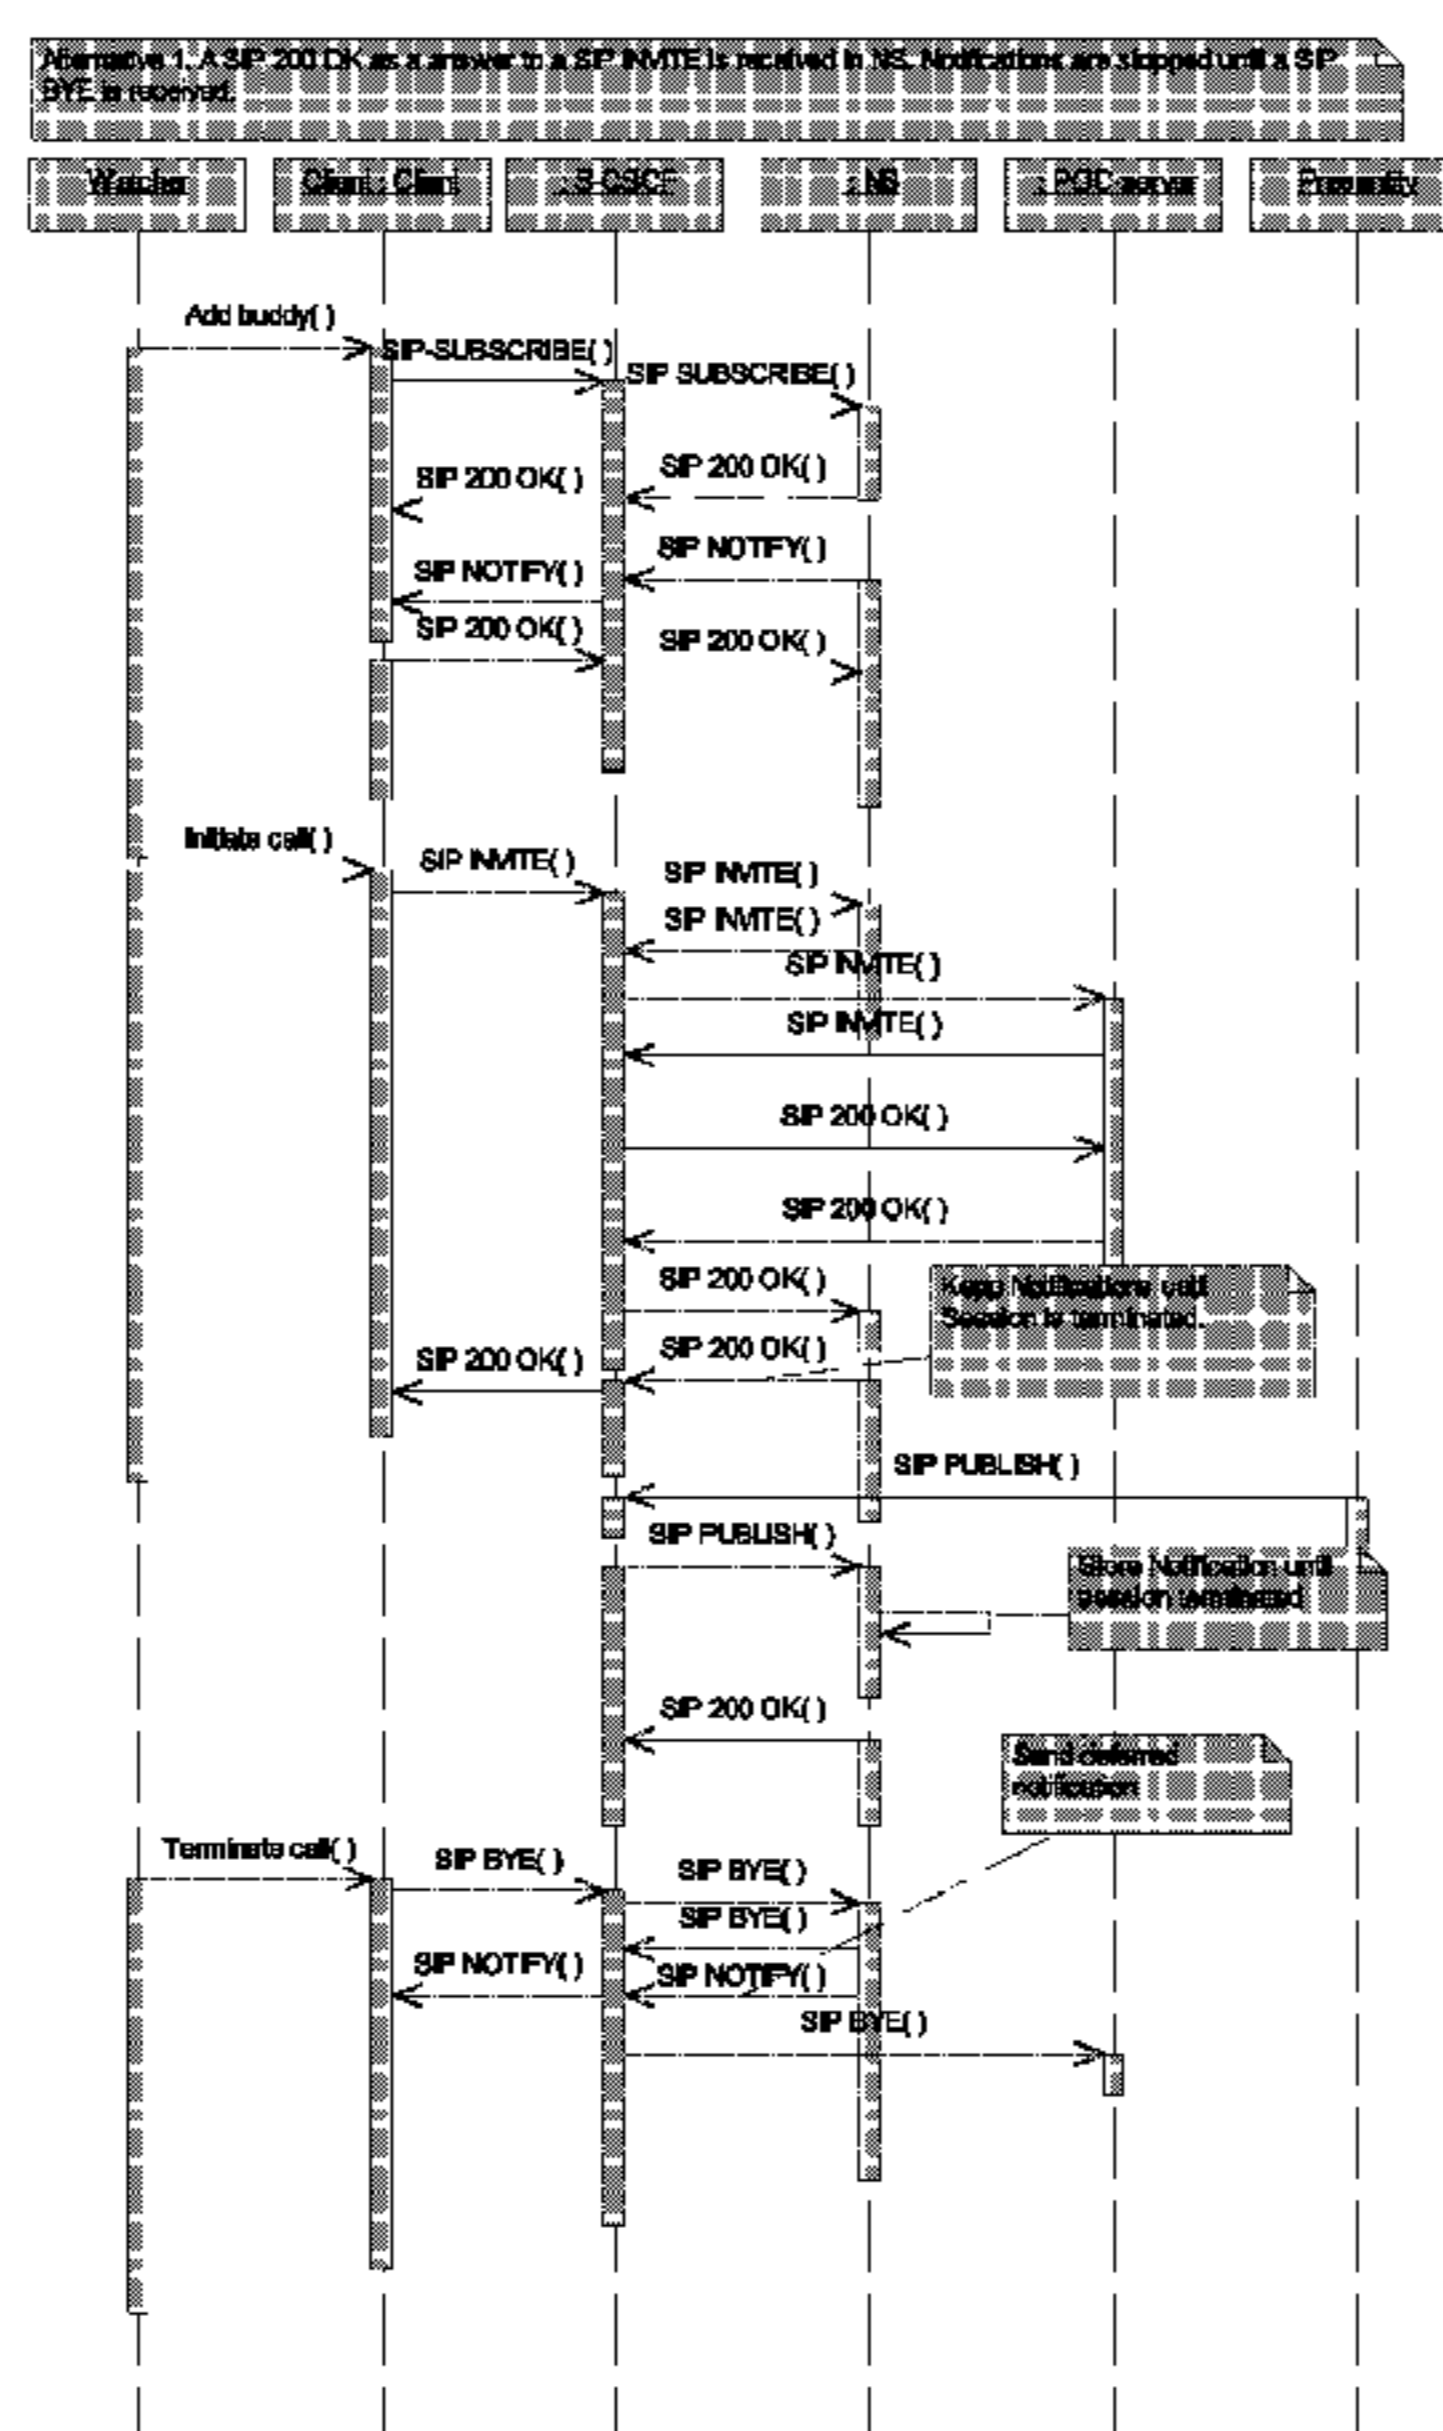 Alternative 1. A SIP 200 OK as a answer to a SIP INVITE is received in NS. Notifications are stopped until a SIP
BYE is received.
Watcher
Client : Client
: S-CSCF
: NS
: POC-server
Presentity
Add buddy( )
SIP-SUBSCRIBE( )
SIP SUBSCRIBE( )
SIP 200 OK( )
SIP 200 OK( )
SIP NOTIFY( )
SIP NOTIFY( )
SIP 200 OK( )
SIP 200 OK( )
Initiate call( )
SIP INVITE( )
SIP INVITE( )
SIP INVITE( )
SIP INVITE( )
SIP INVITE( )
SIP 200 OK( )
SIP 200 OK( )
SIP 200 OK( )
Kepp Notifications until
Session is terminated.
SIP 200 OK( )
SIP 200 OK( )
SIP PUBLISH( )
SIP PUBLISH( )
Store Notification until
session terminated
SIP 200 OK( )
Send deferred
notification
Terminate call( )
SIP BYE( )
SIP BYE( )
SIP BYE( )
SIP NOTIFY( )
SIP NOTIFY( )
SIP BYE( )